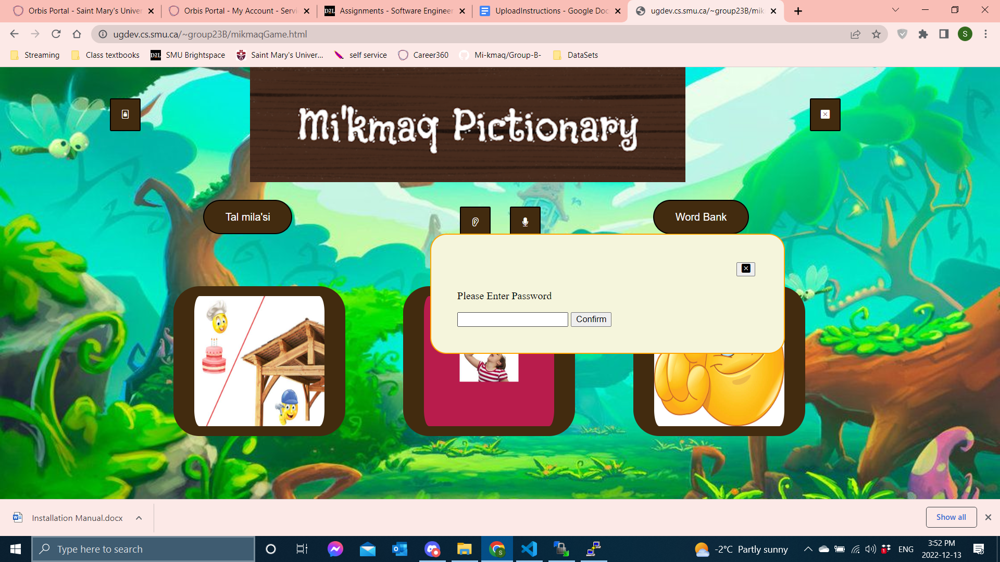 Orbis Portal - Saint Mary's Univer
Orbis Portal - My Account - Servi
D2L Assignments - Software Engineer
UploadInstructions - Google Doc
ugdev.cs.smu.ca/~group23B/mik
ugdev.cs.smu.ca/~group23B/mikmaqGame.html
S
Streaming
Class textbooks
D2L SMU Brightspace
Saint Mary's Univer...
self service
Career360
Mi-kmaq/Group-B-
DataSets
Mi'kmaq Pictionary
Tal mila'si
Word Bank
Please Enter Password
Confirm
Installation Manual.docx
Show all
Type here to search
S
-2°C Partly sunny
1
ENG
3:52 PM
2022-12-13